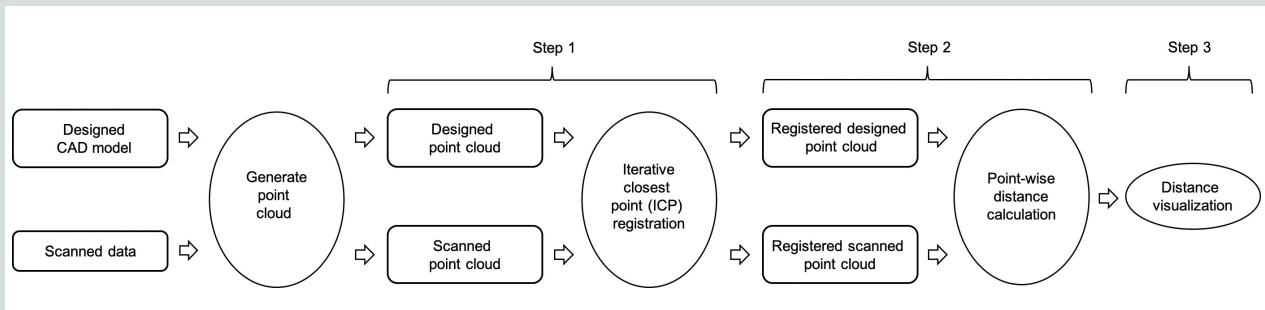 Step 1
Step 2
Step 3
Designed
CAD model
Scanned data
Generate
point
cloud
Designed
point cloud
Scanned
point cloud
Iterative
closest
point (ICP)
registration
Registered designed
point cloud
Registered scanned
point cloud
Point-wise
distance
calculation
Distance
visualization